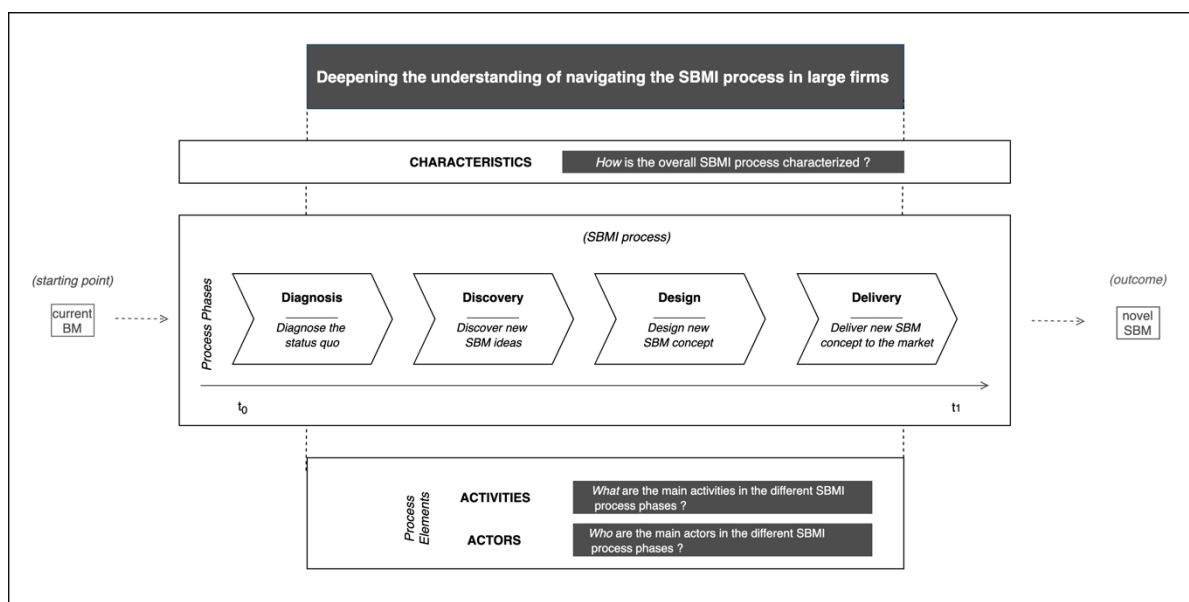 Deepening the understanding of navigating the SBMI process in large firms
CHARACTERISTICS
How is the overall SBMI process characterized ?
(SBMI process)
(starting point)
current
BM
Process Phases
Diagnosis
Diagnose the
status quo
Discovery
Discover new
SBM ideas
Design
Design new
SBM concept
Delivery
Deliver new SBM
concept to the market
(outcome)
novel
SBM
t0
t1
Process
Elements
ACTIVITIES
What are the main activities in the different SBMI
process phases ?
ACTORS
Who are the main actors in the different SBMI
process phases ?